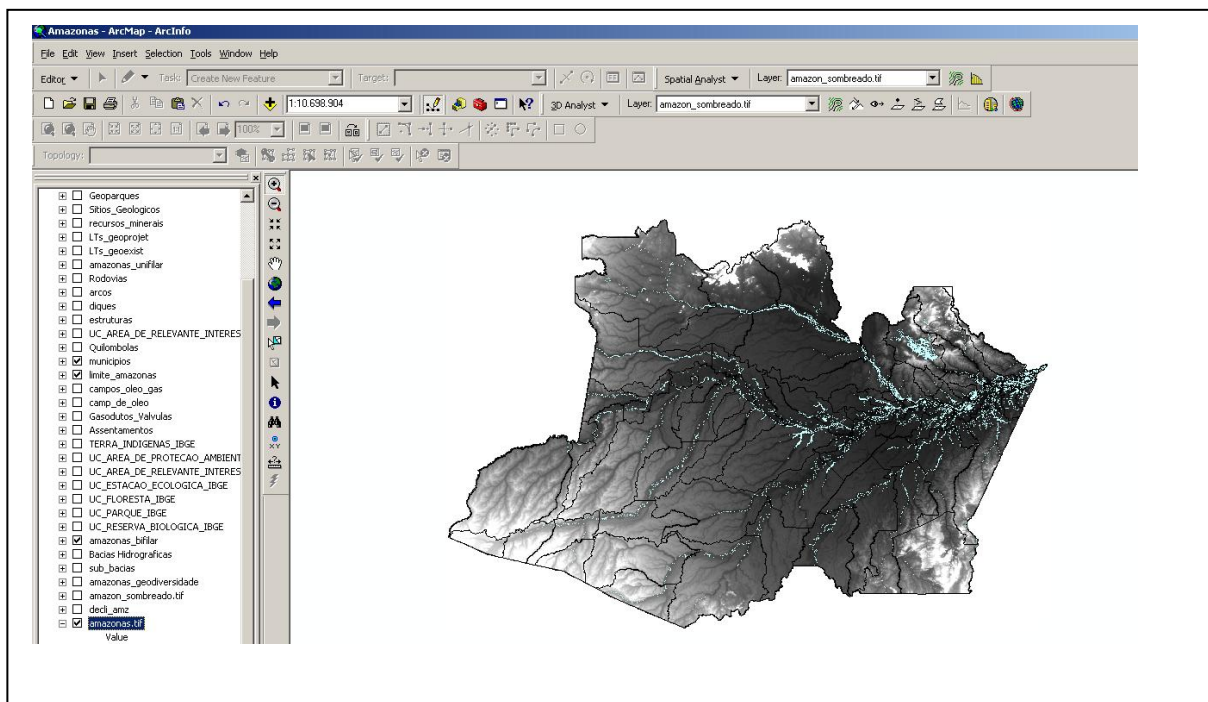 Amazonas - ArcMap - ArcInfo
File Edit View Insert Selection Tools Window Help
Editor Task: Create New Feature Target: Spatial Analyst Layer: amazon_sombreado.tif
1:10.698.904 3D Analyst Layer: amazon_sombreado.tif
100%
Topology:
Geoparques
Sitios_Geologicos
recursos_minerais
LTs_geoprojet
LTs_geoexist
amazonas_unifilar
Rodovias
arcos
diques
estruturas
UC_AREA_DE_RELEVANTE_INTERES
Quilombolas
municipios
limite_amazonas
campos_oleo_gas
camp_de_oleo
Gasodutos_Valvulas
Assentamentos
TERRA_INDIGENAS_IBGE
UC_AREA_DE_PROTECAO_AMBIENT
UC_AREA_DE_RELEVANTE_INTERES
UC_ESTACAO_ECOLOGICA_IBGE
UC_FLORESTA_IBGE
UC_PARQUE_IBGE
UC_RESERVA_BIOLOGICA_IBGE
amazonas_bifilar
Bacias Hidrograficas
sub_bacias
amazonas_geodiversidade
amazon_sombreado.tif
decli_amz
amazonas.tif
Value
XY